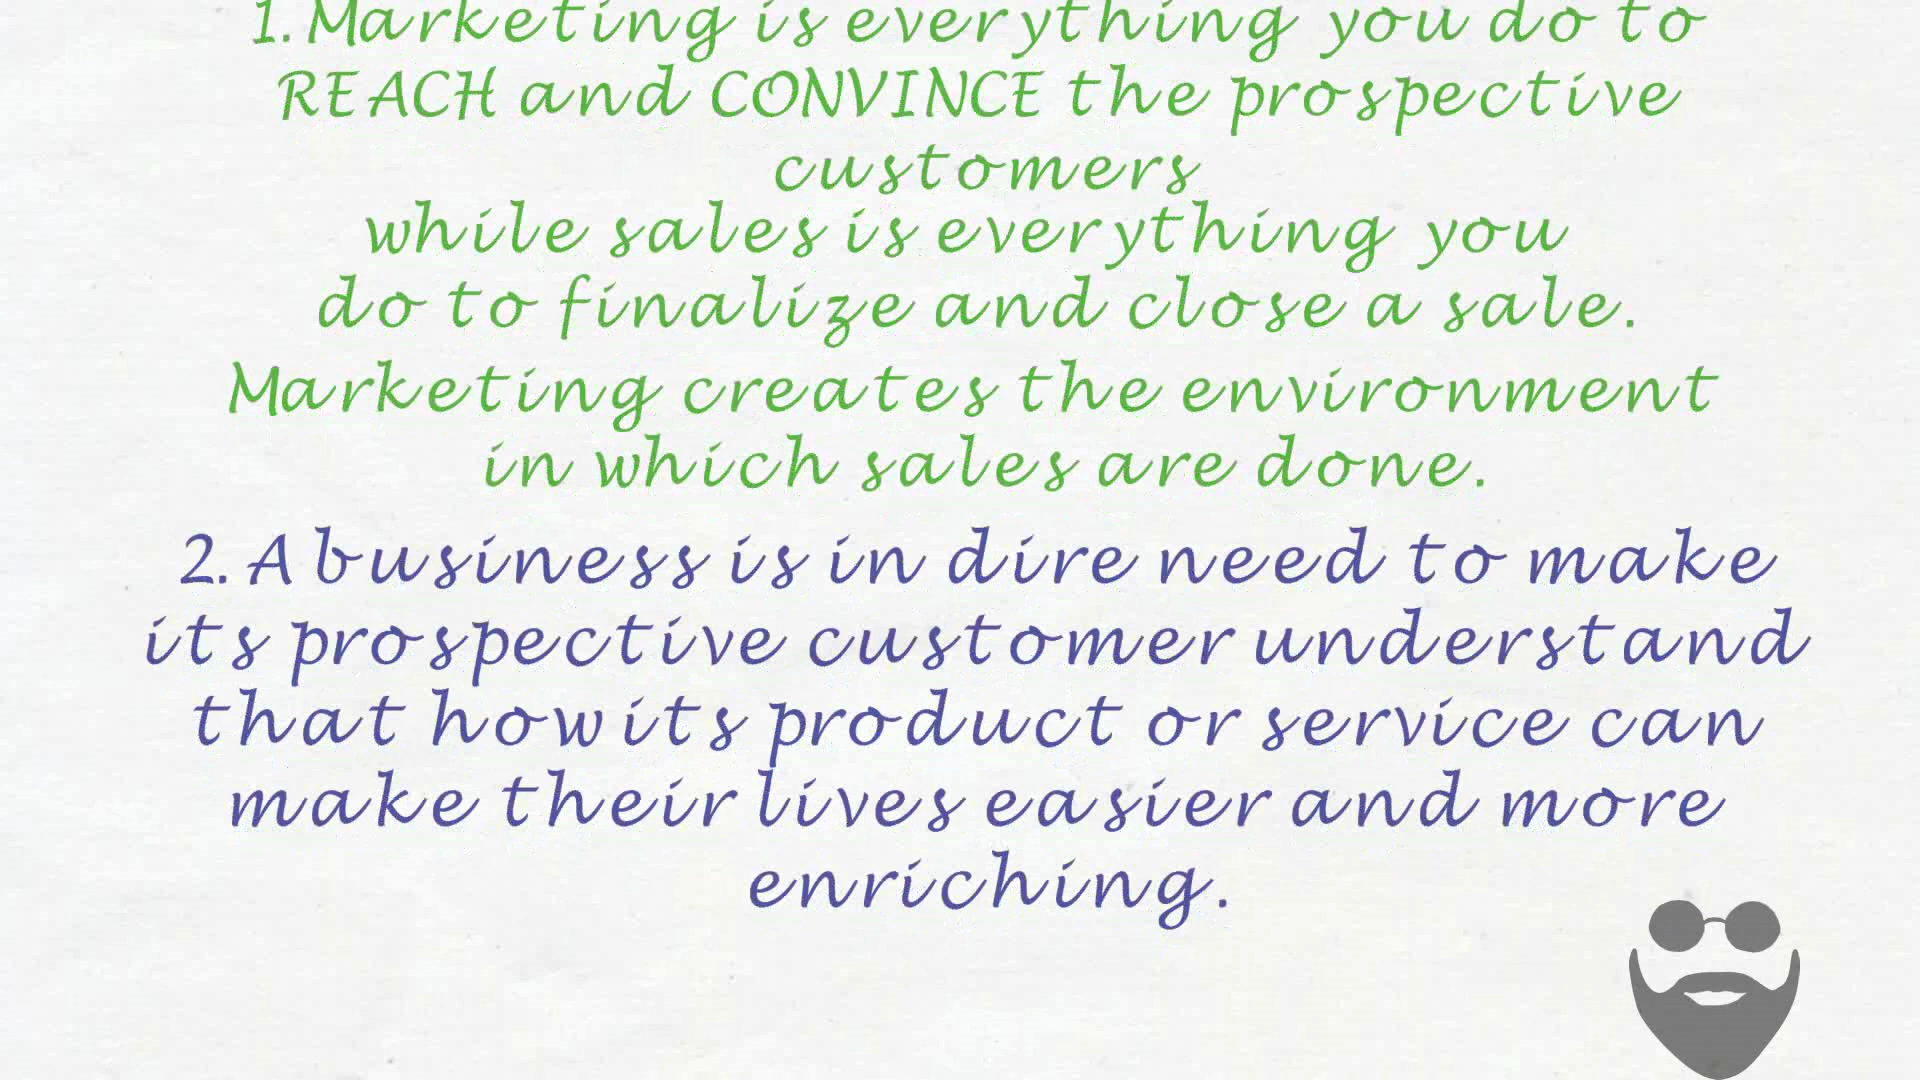 1. Marketing is everything you do to
REACH and CONVINCE the prospective
customers
while sales is everything you
do to finalize and close a sale.
Marketing creates the environment
in which sales are done.
2. A business is in dire need to make
its prospective customer understand
that how its product or service can
make their lives easier and more
enriching.